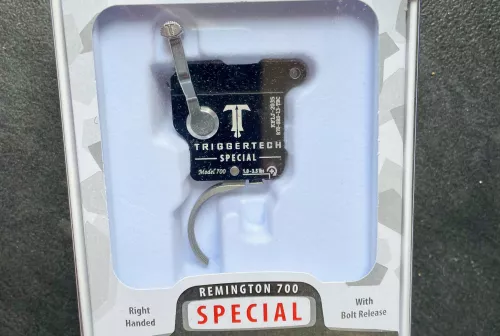 TRIGGERTECH
SPECIAL
Model 700
REMINGTON 700
SPECIAL
Right
Handed
With
Bolt Release